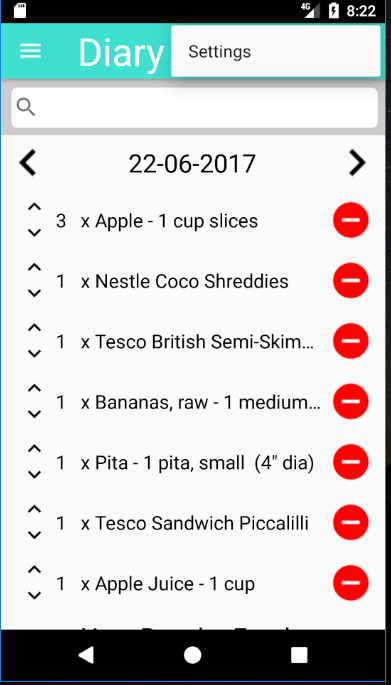 4G 8:22
Diary Settings
22-06-2017
3 x Apple - 1 cup slices
1 x Nestle Coco Shreddies
1 x Tesco British Semi-Skim...
1 x Bananas, raw - 1 medium...
1 x Pita - 1 pita, small (4" dia)
1 x Tesco Sandwich Piccalilli
1 x Apple Juice - 1 cup